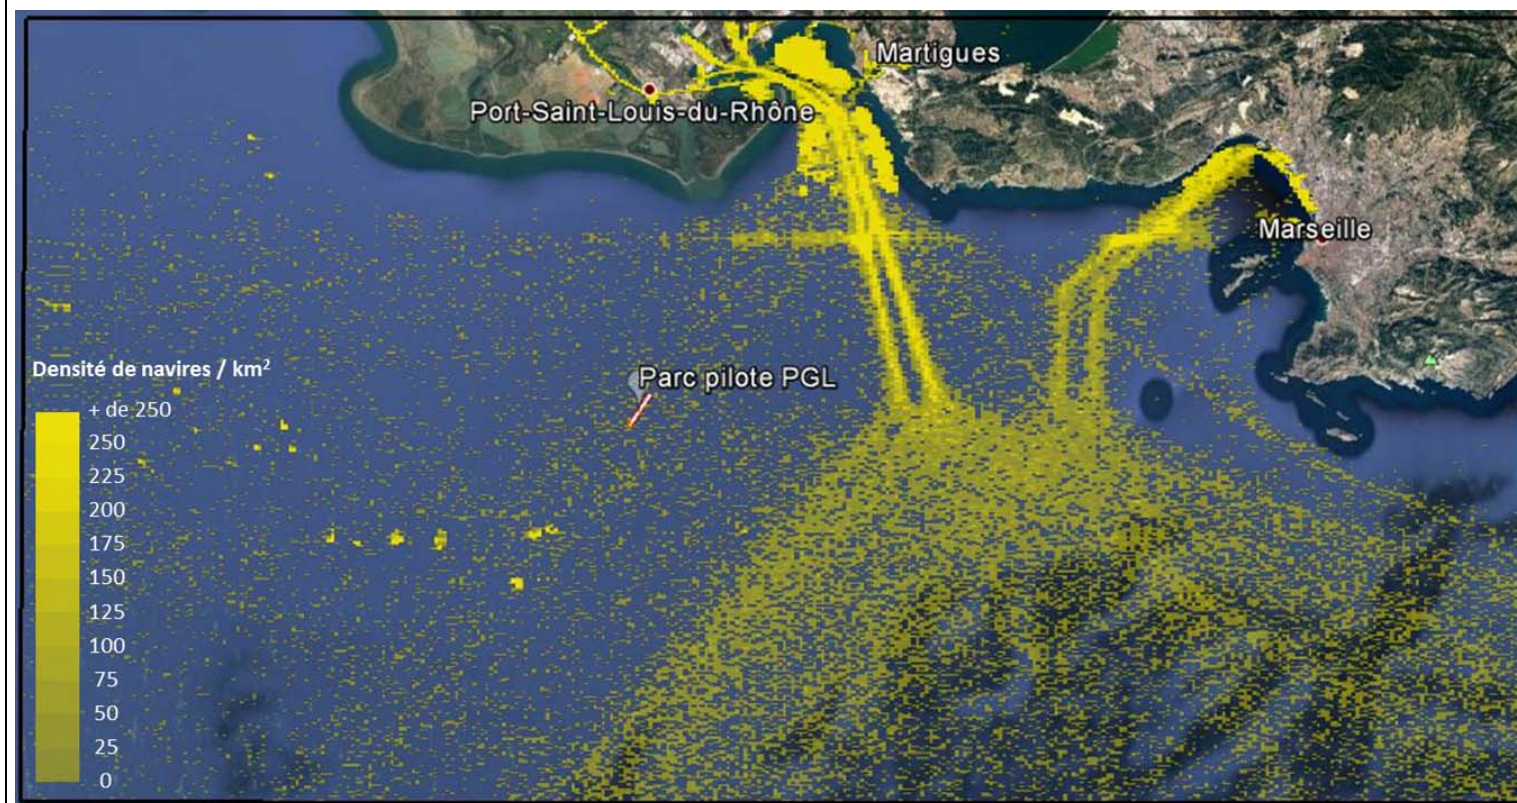 Martigues
Port-Saint-Louis-du-Rhône
Marseille
Parc pilote PGL
Densité de navires / km²
+ de 250
250
225
200
175
150
125
100
75
50
25
0